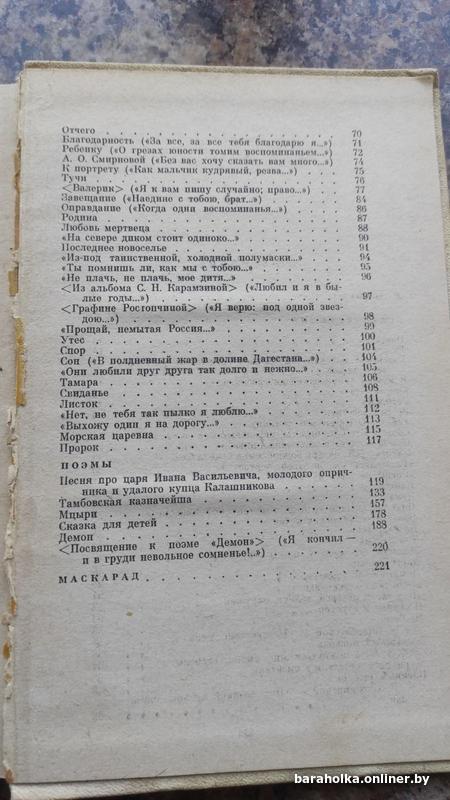 Отчего . . . . . . . . . . . . . . . . 70
Благодарность («За все, за все тебя благодарю я...») 71
Ребенку («О грезах юности томим воспоминаньем...») 72
А. О. Смирновой («Без вас хочу сказать вам много...») 74
К портрету («Как мальчик кудрявый, резва...») . . . 75
Тучи . . . . . . . . . . . . . . . . . 76
<Валерик> («Я к вам пишу случайно; право...») . . 77
Завещание («Наедине с тобою, брат...») . . . . . 84
Оправдание («Когда одни воспоминанья...») . . . . 86
Родина . . . . . . . . . . . . . . . . 87
Любовь мертвеца . . . . . . . . . . . . 88
«На севере диком стоит одиноко...» . . . . . . . 90
Последнее новоселье . . . . . . . . . . . 91
«Из-под таинственной, холодной полумаски...» . . . 94
«Ты помнишь ли, как мы с тобою...» . . . . . . . 95
«Не плачь, не плачь, мое дитя...» . . . . . . . . 96
<Из альбома С. Н. Карамзиной> («Любил и я в бы-
лые годы...») . . . . . . . . . . . . . 97
<Графине Ростопчиной> («Я верю: под одной звез-
дою...») . . . . . . . . . . . . . . . 98
«Прощай, немытая Россия...» . . . . . . . . . 99
Утес . . . . . . . . . . . . . . . . . 100
Спор . . . . . . . . . . . . . . . . . 101
Сон («В полдневный жар в долине Дагестана...») . . 104
«Они любили друг друга так долго и нежно...» . . . 105
Тамара . . . . . . . . . . . . . . . . 106
Свиданье . . . . . . . . . . . . . . . 108
Листок . . . . . . . . . . . . . . . . 111
«Нет, не тебя так пылко я люблю...» . . . . . . 112
«Выхожу один я на дорогу...» . . . . . . . . . 113
Морская царевна . . . . . . . . . . . . 115
Пророк . . . . . . . . . . . . . . . . 117
ПОЭМЫ
Песня про царя Ивана Васильевича, молодого оприч-
ника и удалого купца Калашникова . . . . . . 119
Тамбовская казначейша . . . . . . . . . . 133
Мцыри . . . . . . . . . . . . . . . . 157
Сказка для детей . . . . . . . . . . . . 178
Демон . . . . . . . . . . . . . . . . 188
<Посвящение к поэме «Демон»> («Я кончил —
и в груди невольное сомненье!..») . . . . . . . 220
МАСКАРАД . . . . . . . . . . . . . . 221
baraholka.onliner.by